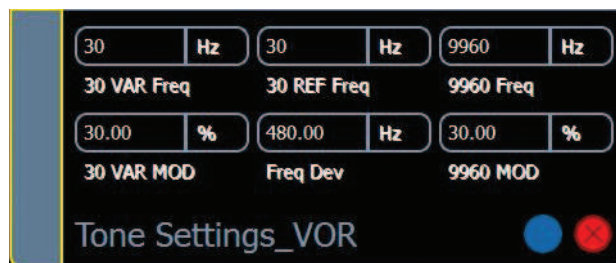 30 Hz 30 Hz 9960 Hz
30 VAR Freq 30 REF Freq 9960 Freq
30.00 % 480.00 Hz 30.00 %
30 VAR MOD Freq Dev 9960 MOD
Tone Settings_VOR